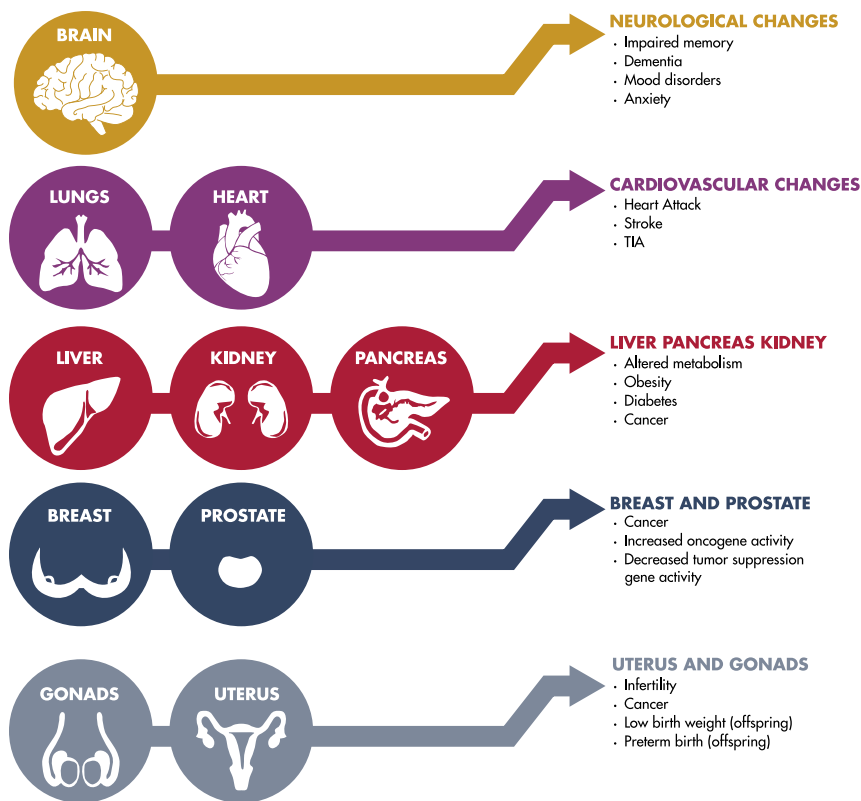 BRAIN
NEUROLOGICAL CHANGES
· Impaired memory
· Dementia
· Mood disorders
· Anxiety
LUNGS
HEART
CARDIOVASCULAR CHANGES
· Heart Attack
· Stroke
· TIA
LIVER
KIDNEY
PANCREAS
LIVER PANCREAS KIDNEY
· Altered metabolism
· Obesity
· Diabetes
· Cancer
BREAST
PROSTATE
BREAST AND PROSTATE
· Cancer
· Increased oncogene activity
· Decreased tumor suppression
gene activity
GONADS
UTERUS
UTERUS AND GONADS
· Infertility
· Cancer
· Low birth weight (offspring)
· Preterm birth (offspring)